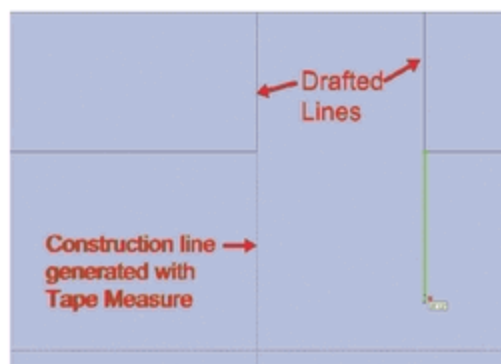 Drafted
Lines
Construction line
generated with
Tape Measure